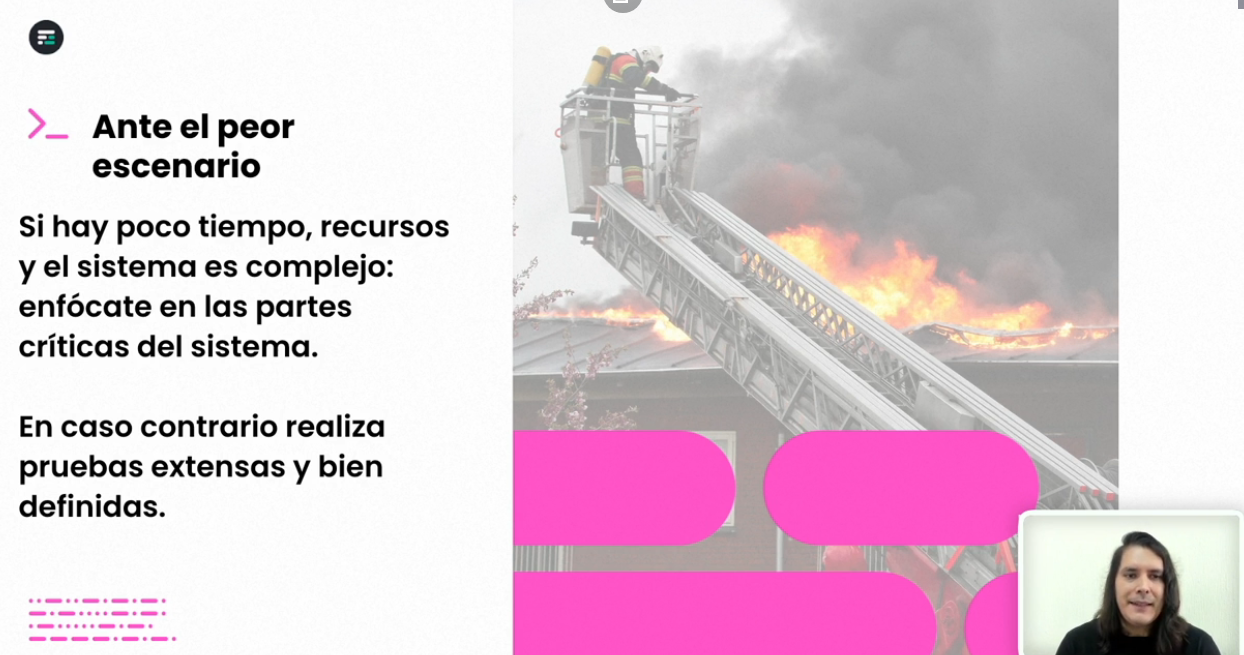 Ante el peor
escenario
Si hay poco tiempo, recursos
y el sistema es complejo:
enfócate en las partes
críticas del sistema.
En caso contrario realiza
pruebas extensas y bien
definidas.